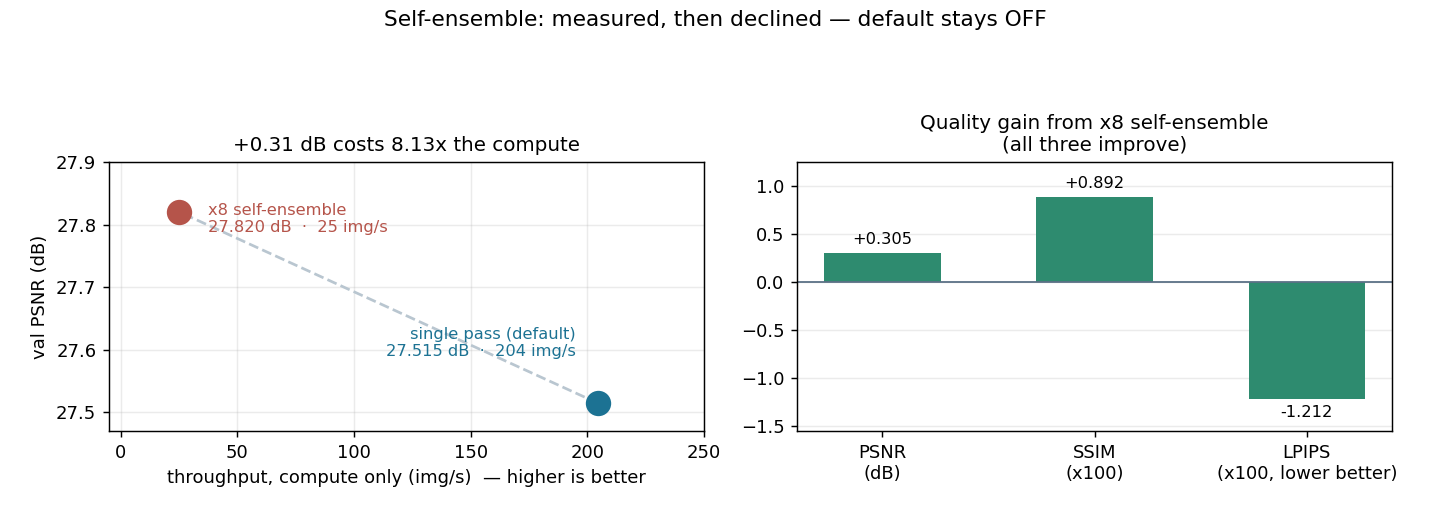 Self-ensemble: measured, then declined — default stays OFF
+0.31 dB costs 8.13x the compute
27.9
27.8
27.7
27.6
27.5
val PSNR (dB)
x8 self-ensemble
27.820 dB · 25 img/s
single pass (default)
27.515 dB · 204 img/s
0
50
100
150
200
250
throughput, compute only (img/s) — higher is better
Quality gain from x8 self-ensemble
(all three improve)
1.0
0.5
0.0
−0.5
−1.0
−1.5
+0.305
+0.892
-1.212
PSNR
(dB)
SSIM
(x100)
LPIPS
(x100, lower better)